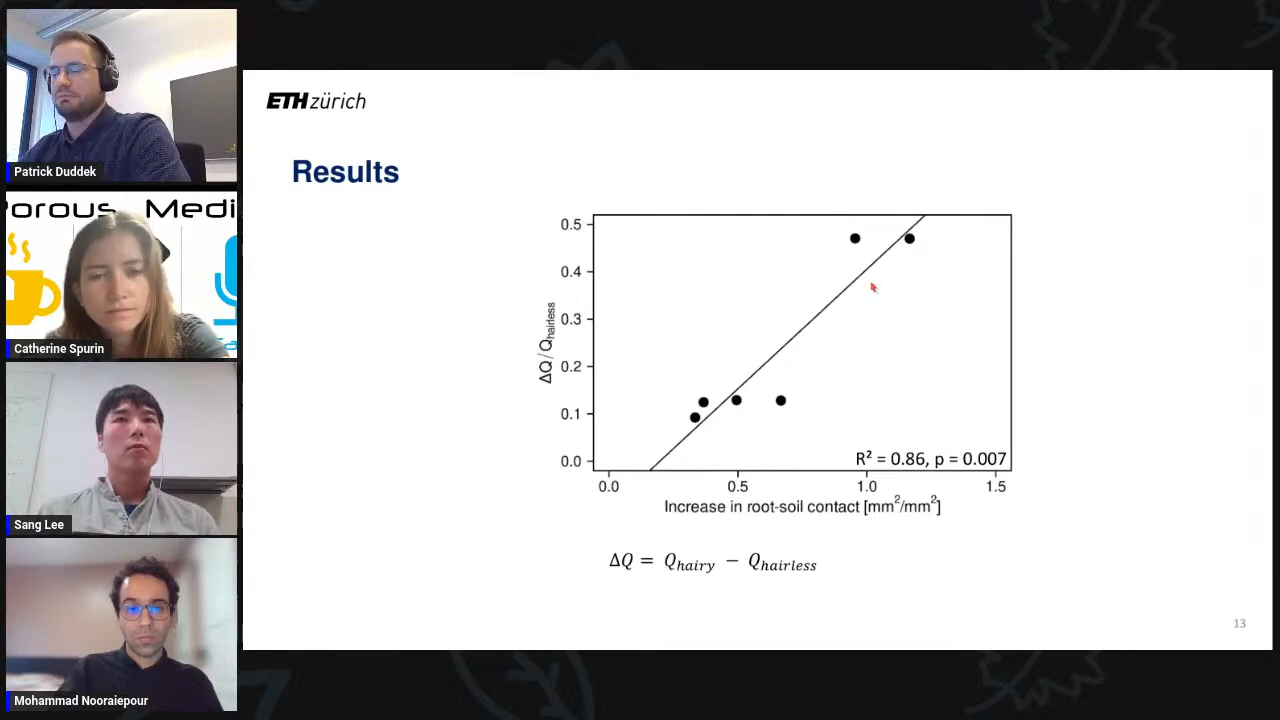 Patrick Duddek
Porous Medi
Catherine Spurin
Sang Lee
Mohammad Nooraiepour
ETH zürich
Results
0.5
0.4
0.3
0.2
0.1
0.0
ΔQ/Q_hairless
R² = 0.86, p = 0.007
0.0 0.5 1.0 1.5
Increase in root-soil contact [mm²/mm²]
ΔQ = Q_hairy − Q_hairless
13